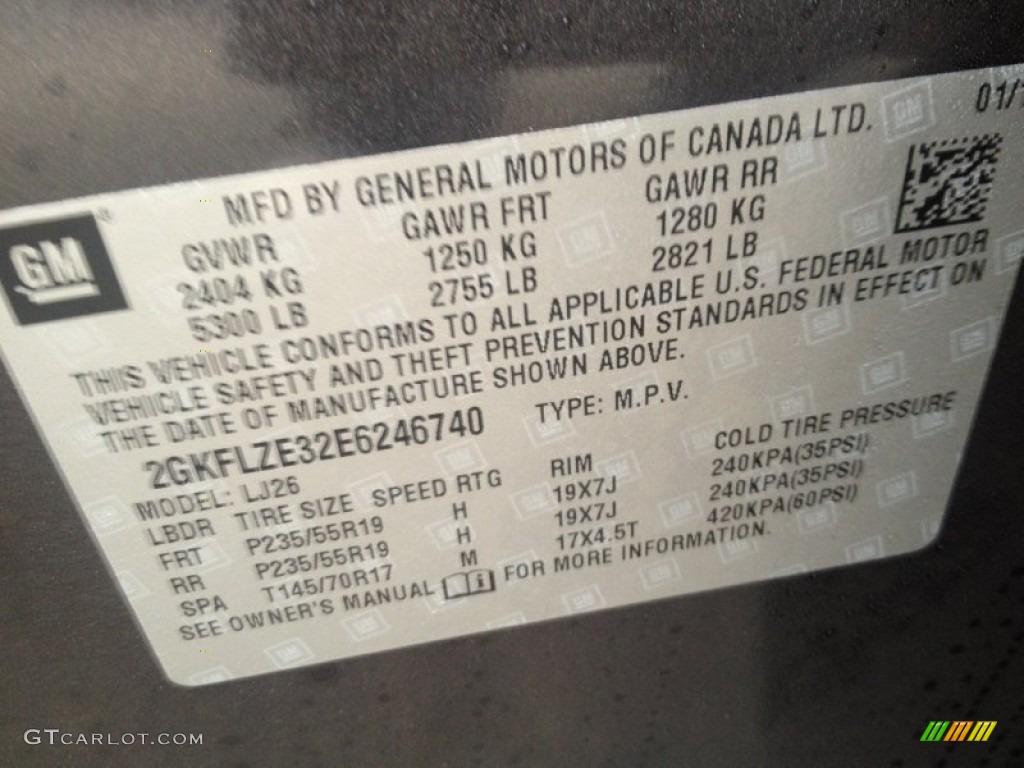 01/1
MFD BY GENERAL MOTORS OF CANADA LTD.
GM
GVWR GAWR FRT GAWR RR
2404 KG 1250 KG 1280 KG
5300 LB 2755 LB 2821 LB
THIS VEHICLE CONFORMS TO ALL APPLICABLE U.S. FEDERAL MOTOR
VEHICLE SAFETY AND THEFT PREVENTION STANDARDS IN EFFECT ON
THE DATE OF MANUFACTURE SHOWN ABOVE.
2GKFLZE32E6246740 TYPE: M.P.V.
MODEL: LJ26
LBDR TIRE SIZE SPEED RTG RIM COLD TIRE PRESSURE
FRT P235/55R19 H 19X7J 240KPA(35PSI)
RR P235/55R19 H 19X7J 240KPA(35PSI)
SPA T145/70R17 M 17X4.5T 420KPA(60PSI)
SEE OWNER'S MANUAL FOR MORE INFORMATION.
GTCARLOT.COM